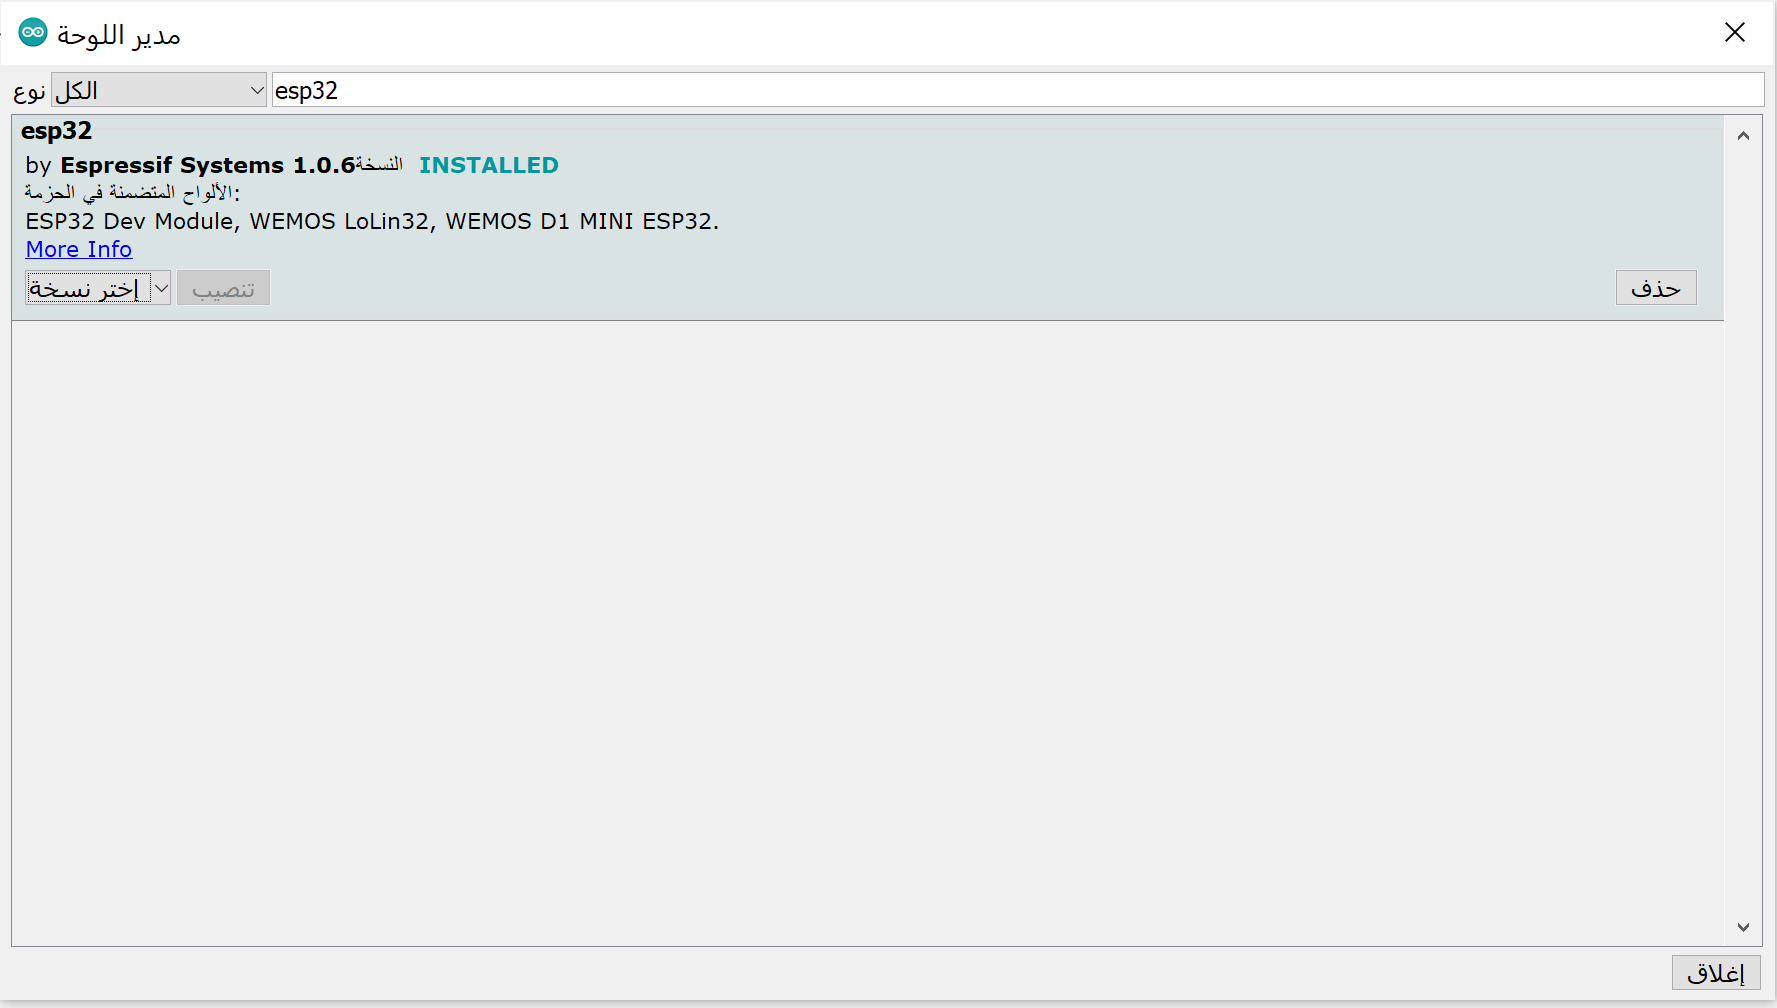 مدير اللوحة
نوع الكل esp32
esp32
by Espressif Systems 1.0.6النسخة INSTALLED
الألواح المتضمنة في الحزمة:
ESP32 Dev Module, WEMOS LoLin32, WEMOS D1 MINI ESP32.
More Info
إختر نسخة تنصيب حذف
إغلاق